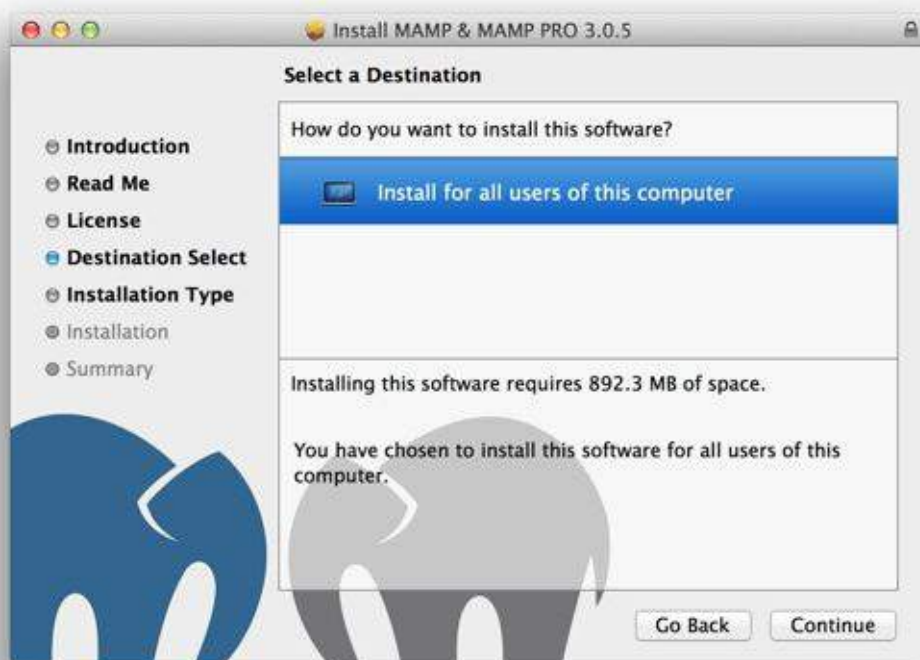 Install MAMP & MAMP PRO 3.0.5
Select a Destination
Introduction
Read Me
License
Destination Select
Installation Type
Installation
Summary
How do you want to install this software?
Install for all users of this computer
Installing this software requires 892.3 MB of space.
You have chosen to install this software for all users of this
computer.
Go Back
Continue